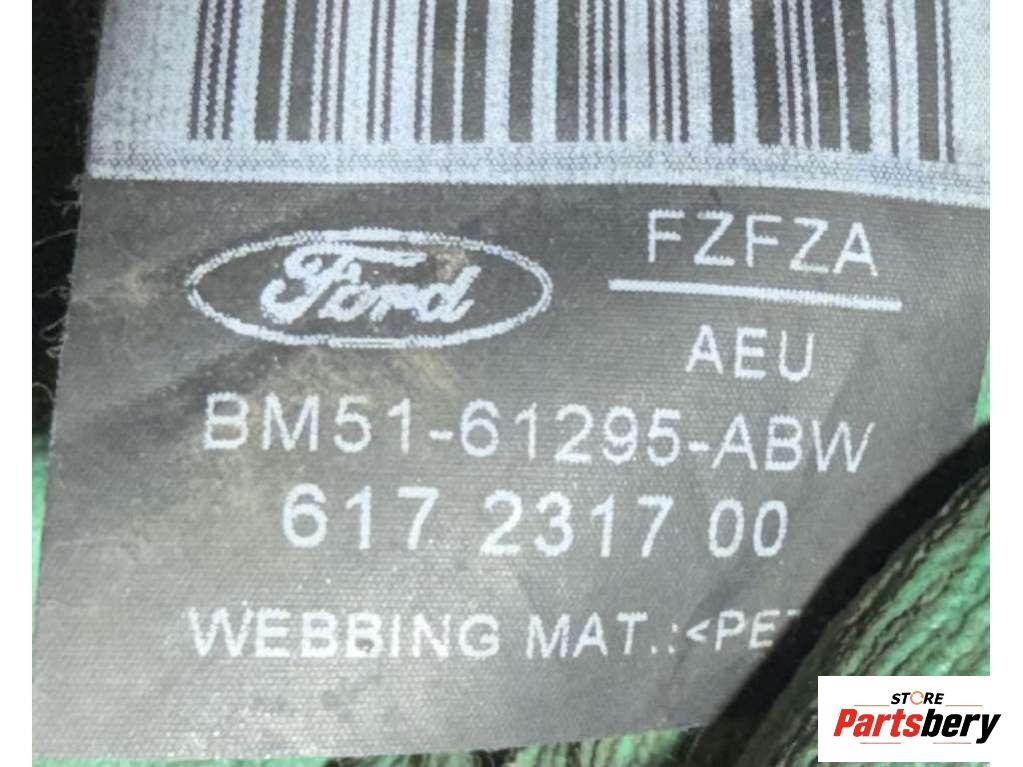 Ford
FZFZA
AEU
BM51-61295-ABW
617 2317 00
WEBBING MAT.:<PE
STORE
Partsbery